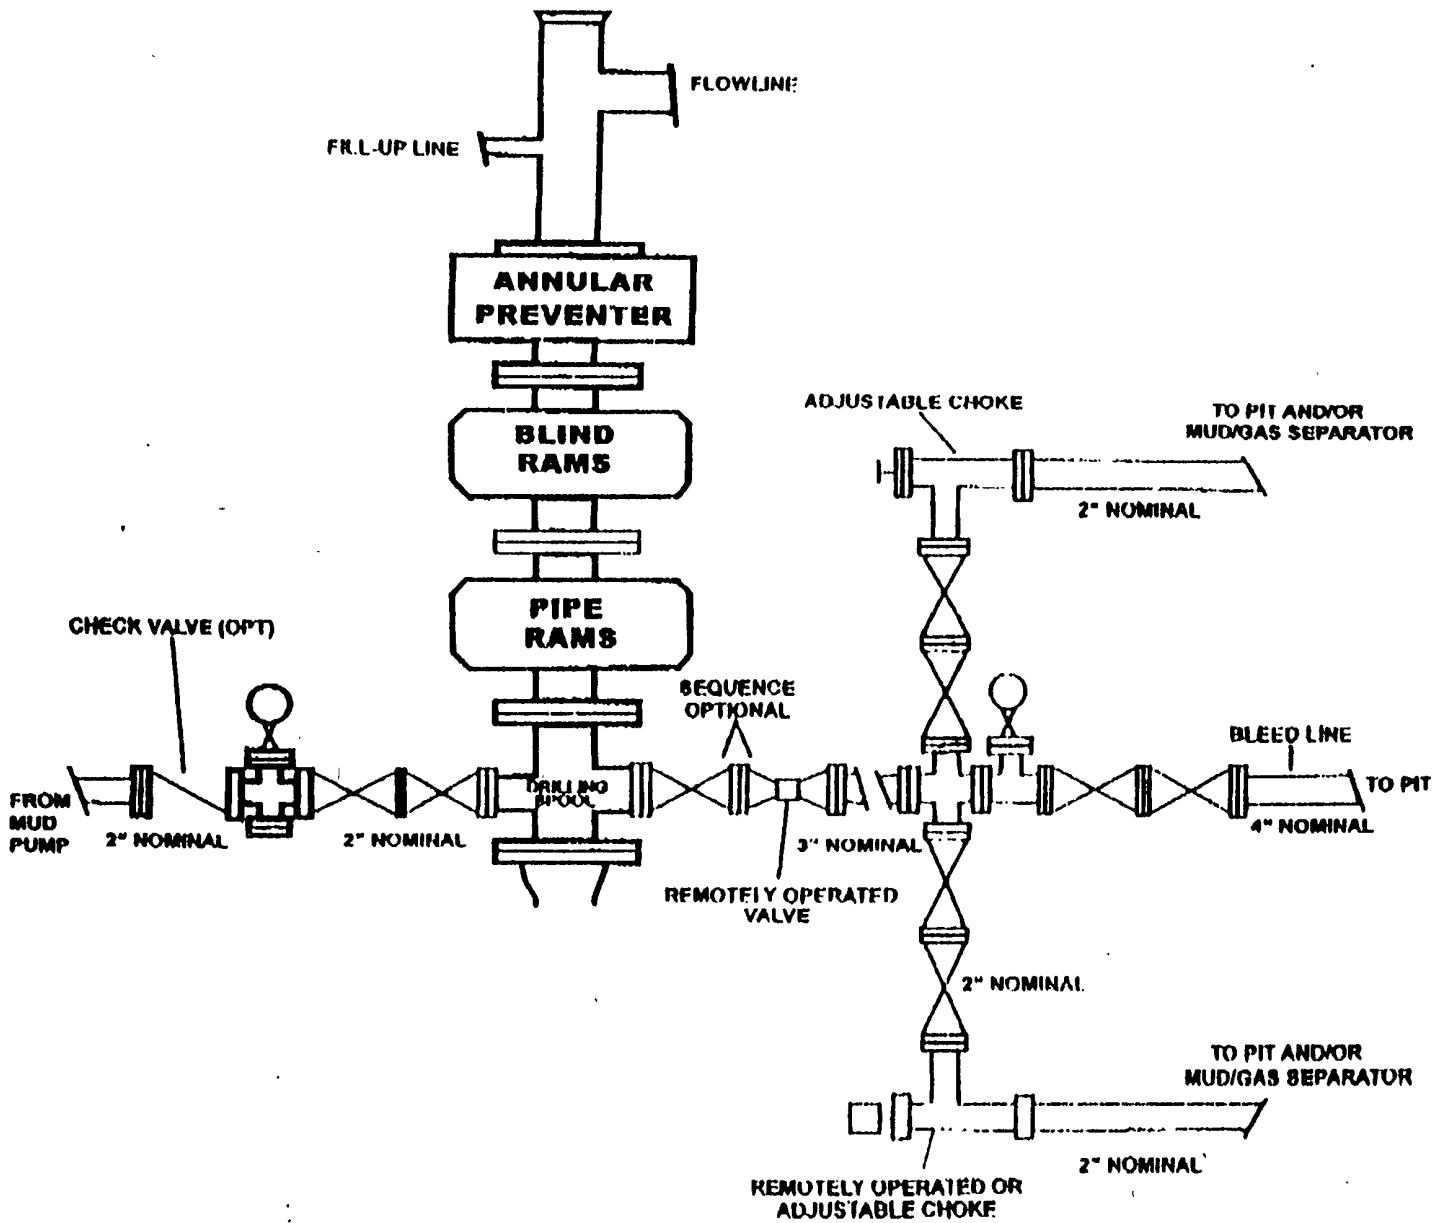 FLOWLINE
FILL-UP LINE
ANNULAR
PREVENTER
BLIND
RAMS
PIPE
RAMS
ADJUSTABLE CHOKE
TO PIT AND/OR
MUD/GAS SEPARATOR
2" NOMINAL
CHECK VALVE (OPT)
SEQUENCE
OPTIONAL
BLEED LINE
FROM
MUD
PUMP
2" NOMINAL
2" NOMINAL
DRILLING
SPOOL
3" NOMINAL
TO PIT
4" NOMINAL
REMOTELY OPERATED
VALVE
2" NOMINAL
TO PIT AND/OR
MUD/GAS SEPARATOR
2" NOMINAL
REMOTELY OPERATED OR
ADJUSTABLE CHOKE